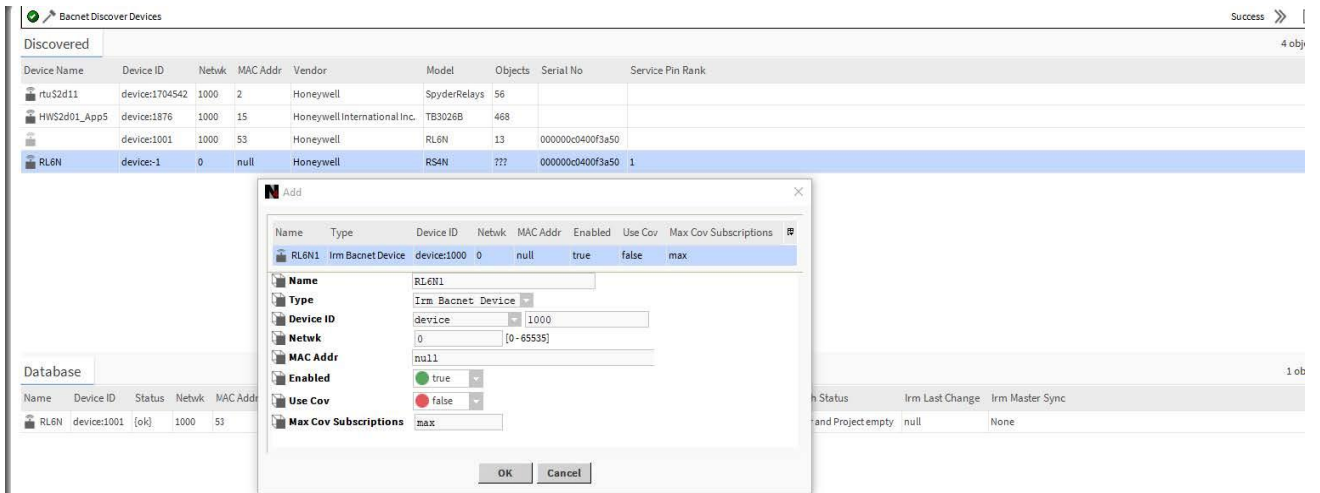 Bacnet Discover Devices Success
Discovered 4 obj
Device Name Device ID Netwk MAC Addr Vendor Model Objects Serial No Service Pin Rank
rtu$2d11 device:1704542 1000 2 Honeywell SpyderRelays 56
HW$2d01_App5 device:1876 1000 15 Honeywell International Inc. TB3026B 468
device:1001 1000 53 Honeywell RL6N 13 000000c0400f3a50
RL6N device:-1 0 null Honeywell RS4N ??? 000000c0400f3a50 1
N Add
Name Type Device ID Netwk MAC Addr Enabled Use Cov Max Cov Subscriptions
RL6N1 Irm Bacnet Device device:1000 0 null true false max
Name RL6N1
Type Irm Bacnet Device
Device ID device 1000
Netwk 0 [0 - 65535]
MAC Addr null
Enabled true
Use Cov false
Max Cov Subscriptions max
OK Cancel
Database 1 ob
Name Device ID Status Netwk MAC Addr h Status Irm Last Change Irm Master Sync
RL6N device:1001 {ok} 1000 53 and Project empty null None